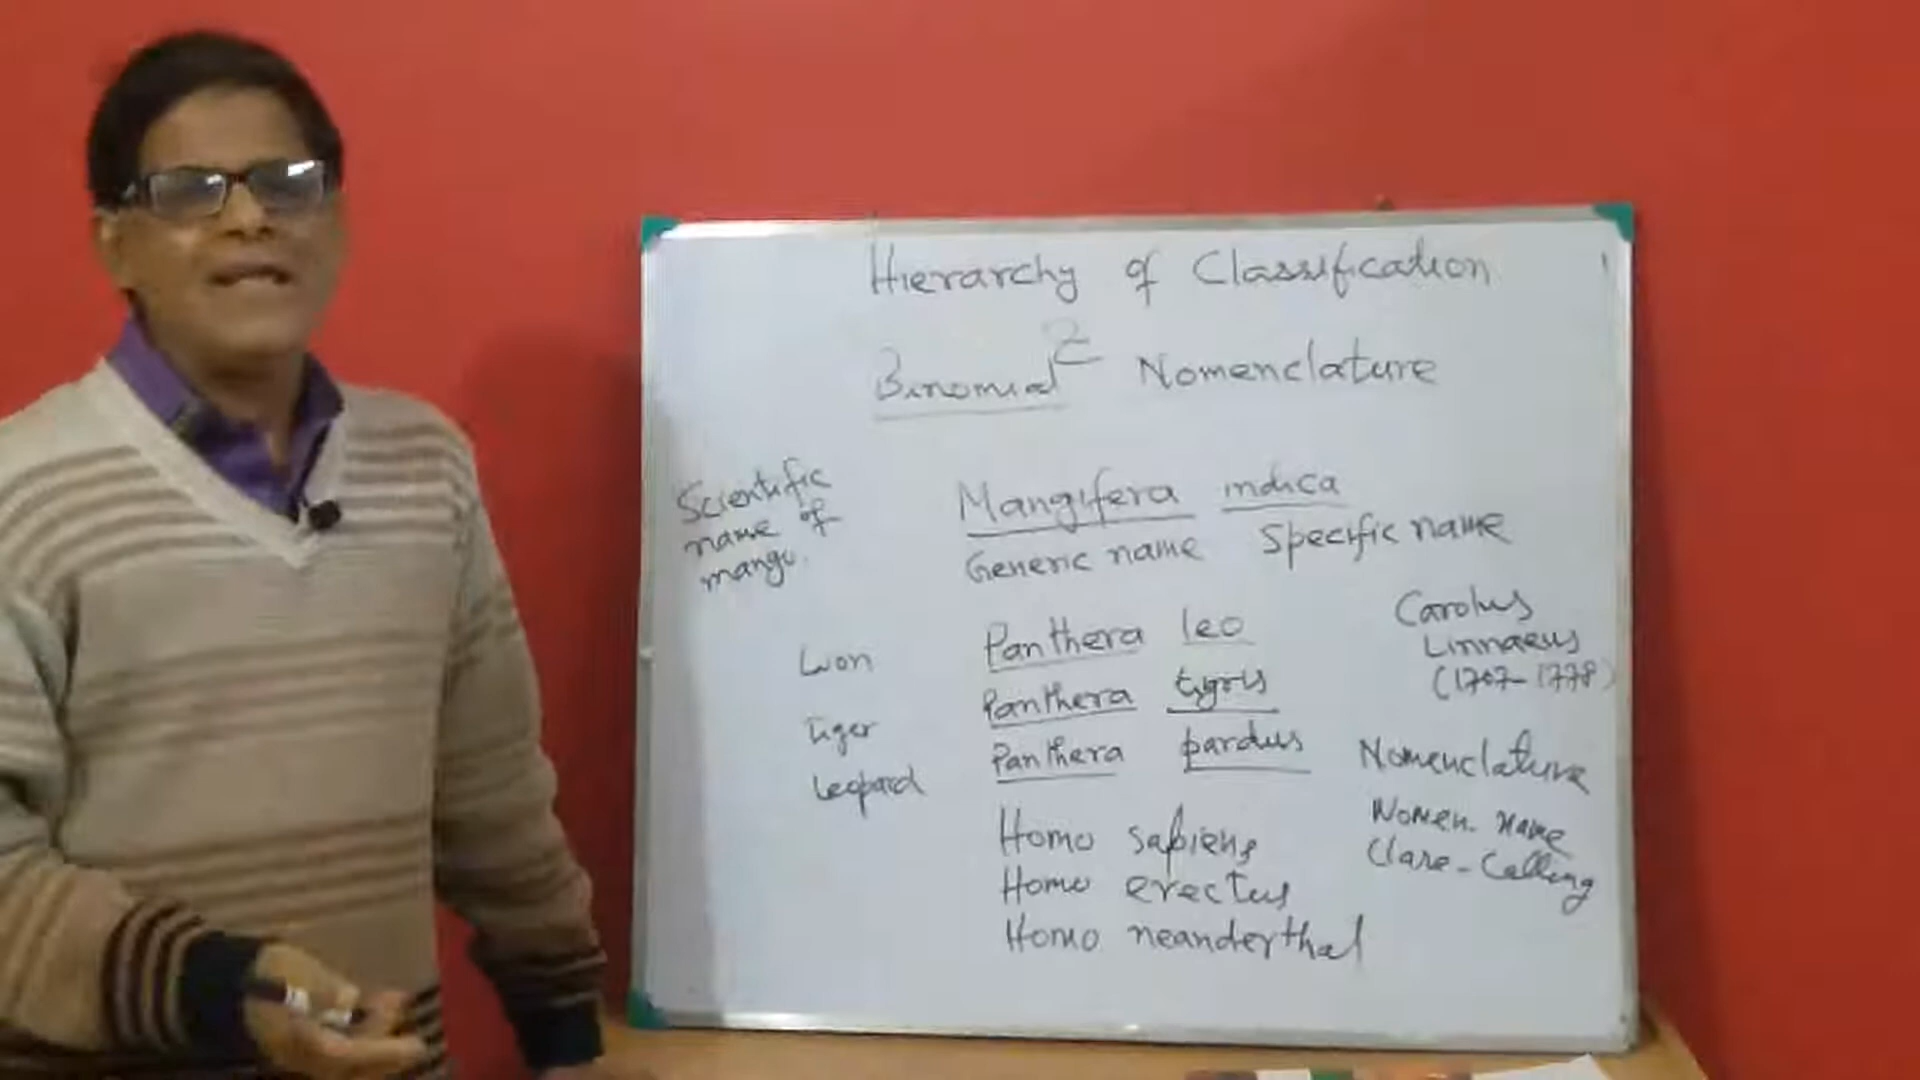 Hierarchy of Classification
Binomial 2 Nomenclature
Scientific
name of
mango.
Mangifera indica
Generic name Specific name
Carolus
Linnaeus
(1707-1778)
Lion Panthera leo
Tiger Panthera tigris
Leopard Panthera pardus
Nomenclature
Nomen. name
Clare - Calling
Homo sapiens
Homo erectus
Homo neanderthal